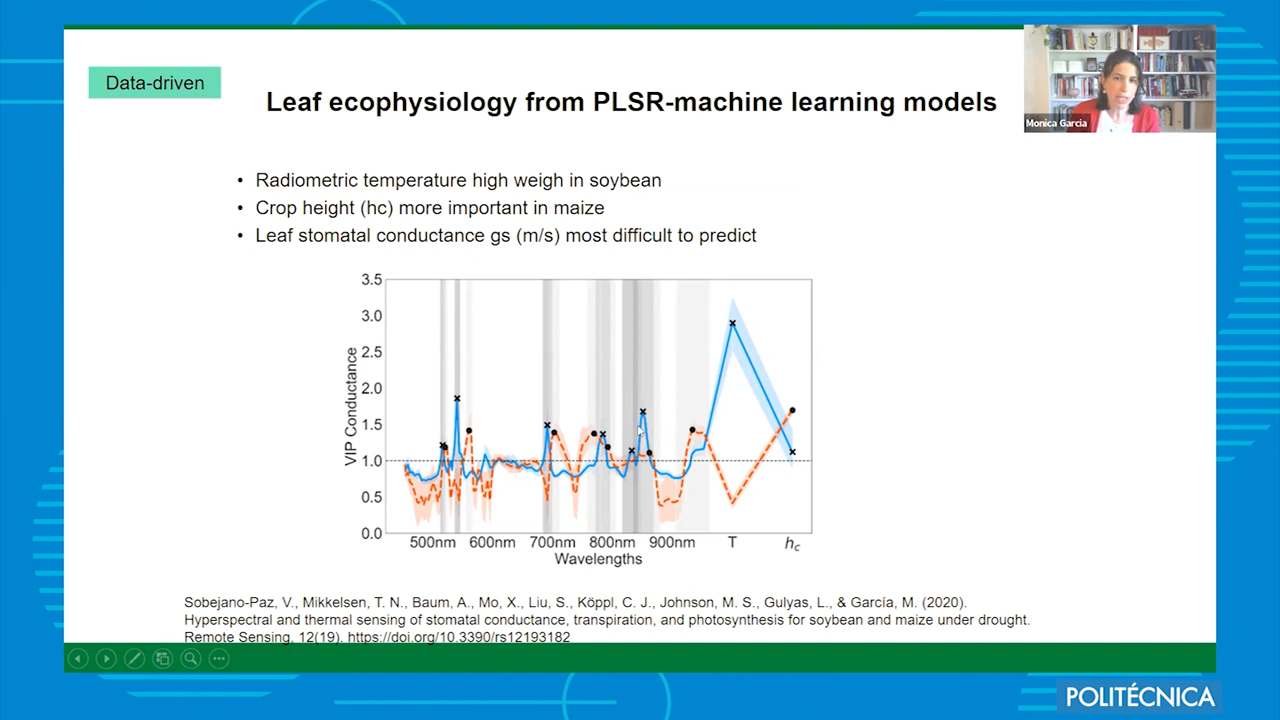 Data-driven
Leaf ecophysiology from PLSR-machine learning models
Monica Garcia
• Radiometric temperature high weigh in soybean
• Crop height (hc) more important in maize
• Leaf stomatal conductance gs (m/s) most difficult to predict
VIP Conductance
3.5
3.0
2.5
2.0
1.5
1.0
0.5
0.0
500nm 600nm 700nm 800nm 900nm T hc
Wavelengths
Sobejano-Paz, V., Mikkelsen, T. N., Baum, A., Mo, X., Liu, S., Köppl, C. J., Johnson, M. S., Gulyas, L., & García, M. (2020).
Hyperspectral and thermal sensing of stomatal conductance, transpiration, and photosynthesis for soybean and maize under drought.
Remote Sensing, 12(19). https://doi.org/10.3390/rs12193182
POLITÉCNICA